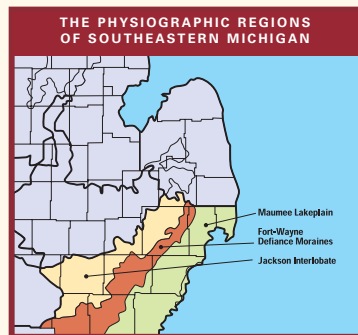 THE PHYSIOGRAPHIC REGIONS
OF SOUTHEASTERN MICHIGAN
Maumee Lakeplain
Fort-Wayne
Defiance Moraines
Jackson Interlobate